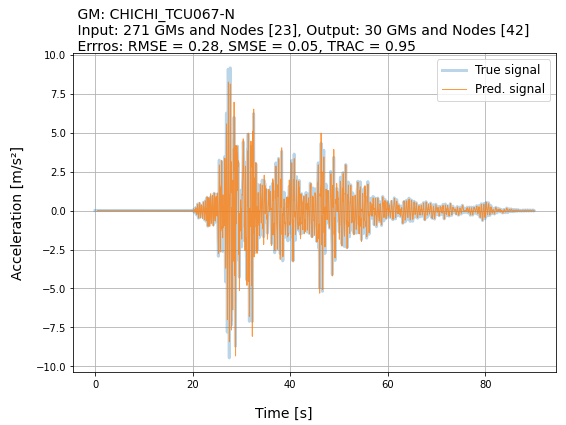 GM: CHICHI_TCU067-N
Input: 271 GMs and Nodes [23], Output: 30 GMs and Nodes [42]
Errros: RMSE = 0.28, SMSE = 0.05, TRAC = 0.95
True signal
Pred. signal
10.0
7.5
5.0
2.5
0.0
−2.5
−5.0
−7.5
−10.0
Acceleration [m/s²]
0 20 40 60 80
Time [s]